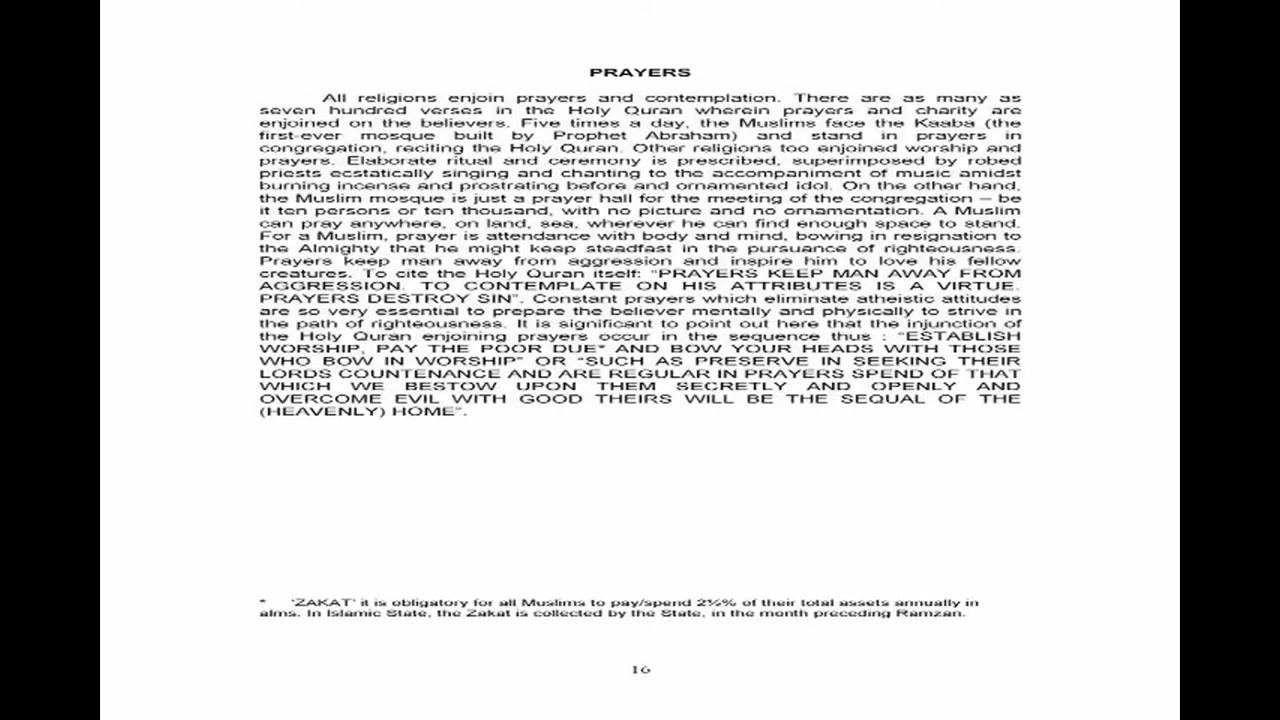 PRAYERS
All religions enjoin prayers and contemplation. There are as many as
seven hundred verses in the Holy Quran wherein prayers and charity are
enjoined on the believers. Five times a day, the Muslims face the Kaaba (the
first-ever mosque built by Prophet Abraham) and stand in prayers in
congregation, reciting the Holy Quran. Other religions too enjoined worship and
prayers. Elaborate ritual and ceremony is prescribed, superimposed by robed
priests ecstatically singing and chanting to the accompaniment of music amidst
burning incense and prostrating before and ornamented idol. On the other hand,
the Muslim mosque is just a prayer hall for the meeting of the congregation – be
it ten persons or ten thousand, with no picture and no ornamentation. A Muslim
can pray anywhere, on land, sea, wherever he can find enough space to stand.
For a Muslim, prayer is attendance with body and mind, bowing in resignation to
the Almighty that he might keep steadfast in the pursuance of righteousness.
Prayers keep man away from aggression and inspire him to love his fellow
creatures. To cite the Holy Quran itself: “PRAYERS KEEP MAN AWAY FROM
AGGRESSION. TO CONTEMPLATE ON HIS ATTRIBUTES IS A VIRTUE.
PRAYERS DESTROY SIN”. Constant prayers which eliminate atheistic attitudes
are so very essential to prepare the believer mentally and physically to strive in
the path of righteousness. It is significant to point out here that the injunction of
the Holy Quran enjoining prayers occur in the sequence thus : “ESTABLISH
WORSHIP, PAY THE POOR DUE* AND BOW YOUR HEADS WITH THOSE
WHO BOW IN WORSHIP” OR “SUCH AS PRESERVE IN SEEKING THEIR
LORDS COUNTENANCE AND ARE REGULAR IN PRAYERS SPEND OF THAT
WHICH WE BESTOW UPON THEM SECRETLY AND OPENLY AND
OVERCOME EVIL WITH GOOD THEIRS WILL BE THE SEQUAL OF THE
(HEAVENLY) HOME”.
* ‘ZAKAT’ it is obligatory for all Muslims to pay/spend 2½% of their total assets annually in
alms. In Islamic State, the Zakat is collected by the State, in the month preceding Ramzan.
16